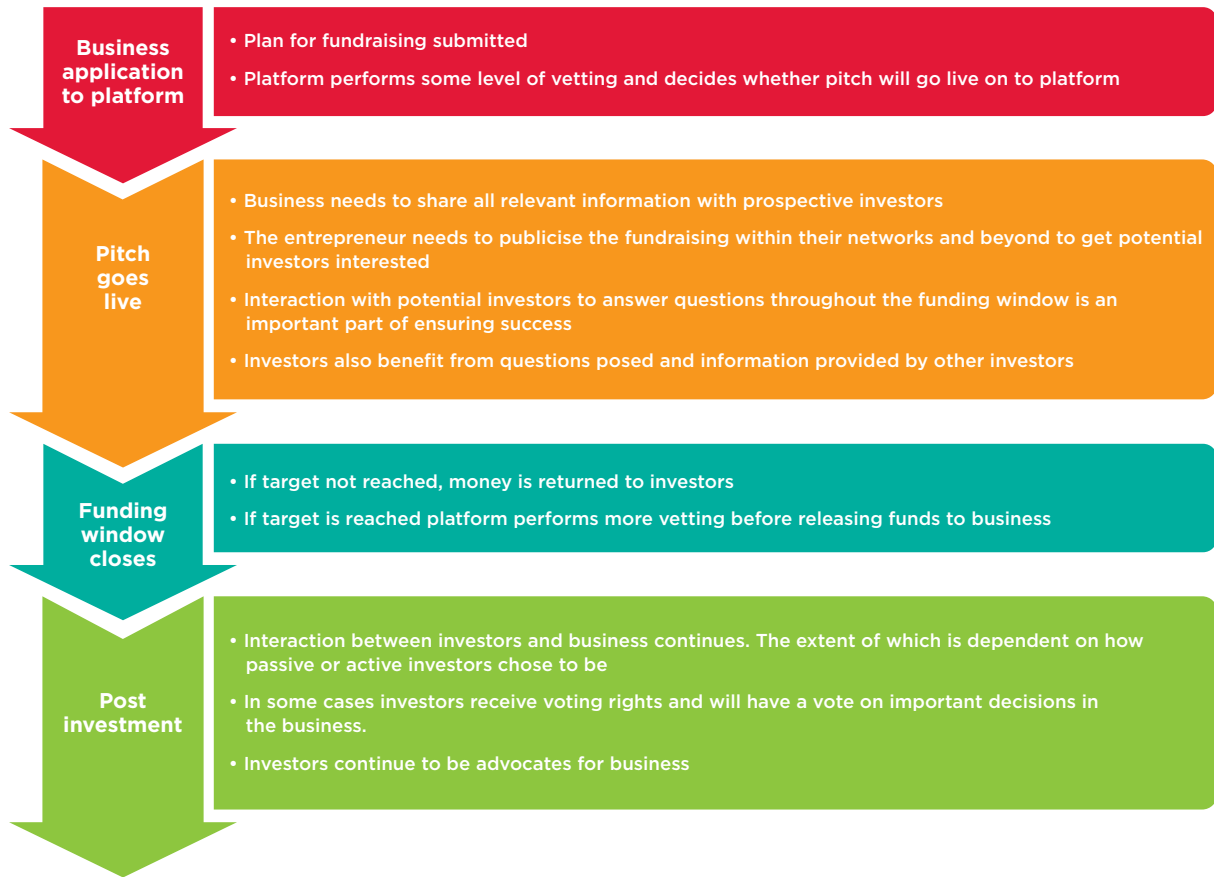 Business
application
to platform
• Plan for fundraising submitted
• Platform performs some level of vetting and decides whether pitch will go live on to platform
Pitch
goes
live
• Business needs to share all relevant information with prospective investors
• The entrepreneur needs to publicise the fundraising within their networks and beyond to get potential
investors interested
• Interaction with potential investors to answer questions throughout the funding window is an
important part of ensuring success
• Investors also benefit from questions posed and information provided by other investors
Funding
window
closes
• If target not reached, money is returned to investors
• If target is reached platform performs more vetting before releasing funds to business
Post
investment
• Interaction between investors and business continues. The extent of which is dependent on how
passive or active investors chose to be
• In some cases investors receive voting rights and will have a vote on important decisions in
the business.
• Investors continue to be advocates for business